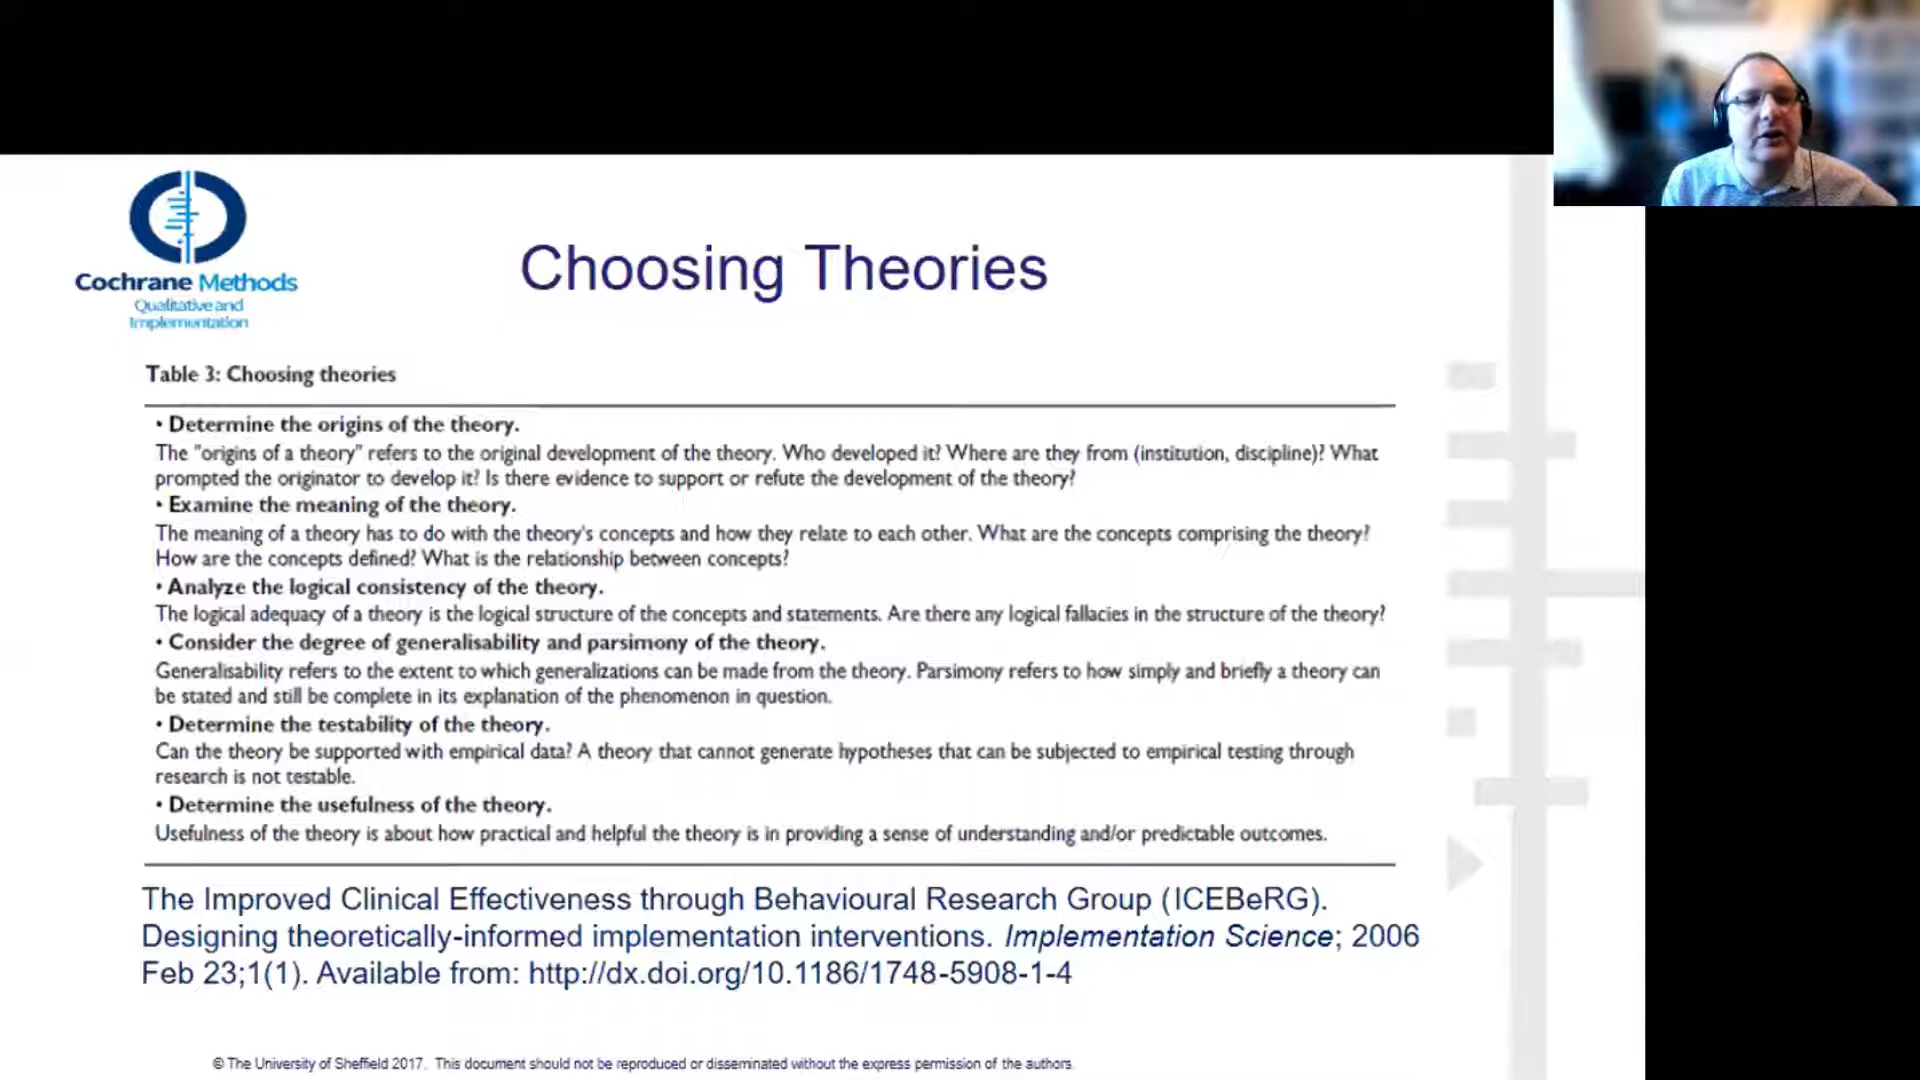 Cochrane Methods
Qualitative and
Implementation
Choosing Theories
Table 3: Choosing theories
• Determine the origins of the theory.
The "origins of a theory" refers to the original development of the theory. Who developed it? Where are they from (institution, discipline)? What
prompted the originator to develop it? Is there evidence to support or refute the development of the theory?
• Examine the meaning of the theory.
The meaning of a theory has to do with the theory's concepts and how they relate to each other. What are the concepts comprising the theory?
How are the concepts defined? What is the relationship between concepts?
• Analyze the logical consistency of the theory.
The logical adequacy of a theory is the logical structure of the concepts and statements. Are there any logical fallacies in the structure of the theory?
• Consider the degree of generalisability and parsimony of the theory.
Generalisability refers to the extent to which generalizations can be made from the theory. Parsimony refers to how simply and briefly a theory can
be stated and still be complete in its explanation of the phenomenon in question.
• Determine the testability of the theory.
Can the theory be supported with empirical data? A theory that cannot generate hypotheses that can be subjected to empirical testing through
research is not testable.
• Determine the usefulness of the theory.
Usefulness of the theory is about how practical and helpful the theory is in providing a sense of understanding and/or predictable outcomes.
The Improved Clinical Effectiveness through Behavioural Research Group (ICEBeRG).
Designing theoretically-informed implementation interventions. Implementation Science; 2006
Feb 23;1(1). Available from: http://dx.doi.org/10.1186/1748-5908-1-4
© The University of Sheffield 2017. This document should not be reproduced or disseminated without the express permission of the authors.